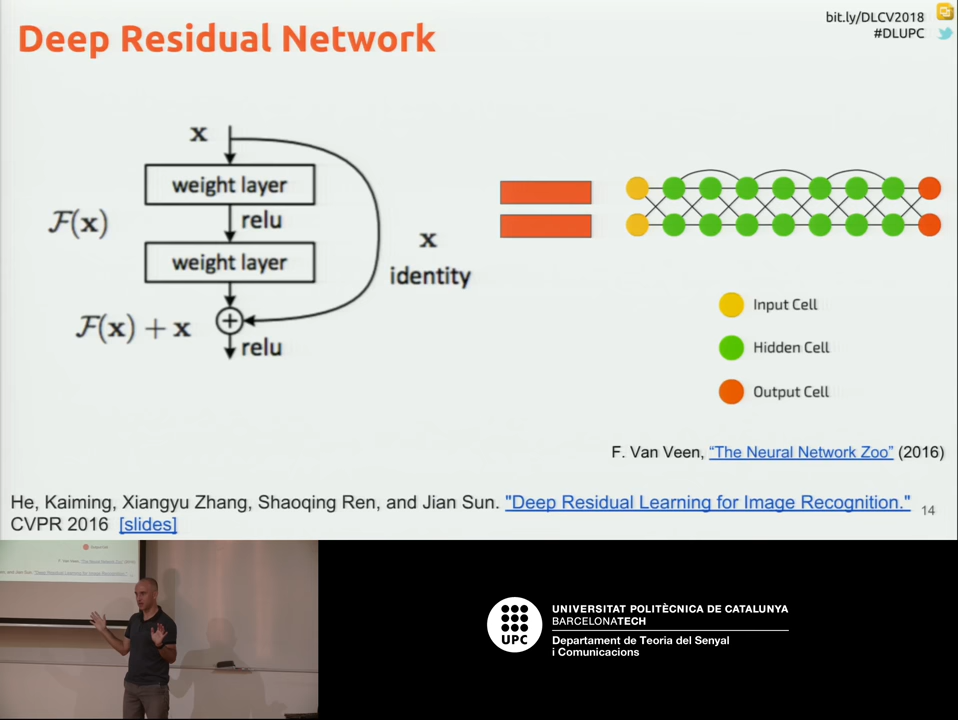 Deep Residual Network
bit.ly/DLCV2018
#DLUPC
x
weight layer
relu
weight layer
relu
F(x)
F(x) + x
x
identity
Input Cell
Hidden Cell
Output Cell
F. Van Veen, “The Neural Network Zoo” (2016)
He, Kaiming, Xiangyu Zhang, Shaoqing Ren, and Jian Sun. "Deep Residual Learning for Image Recognition."
CVPR 2016 [slides]
14
UPC
UNIVERSITAT POLITÈCNICA DE CATALUNYA
BARCELONATECH
Departament de Teoria del Senyal
i Comunicacions